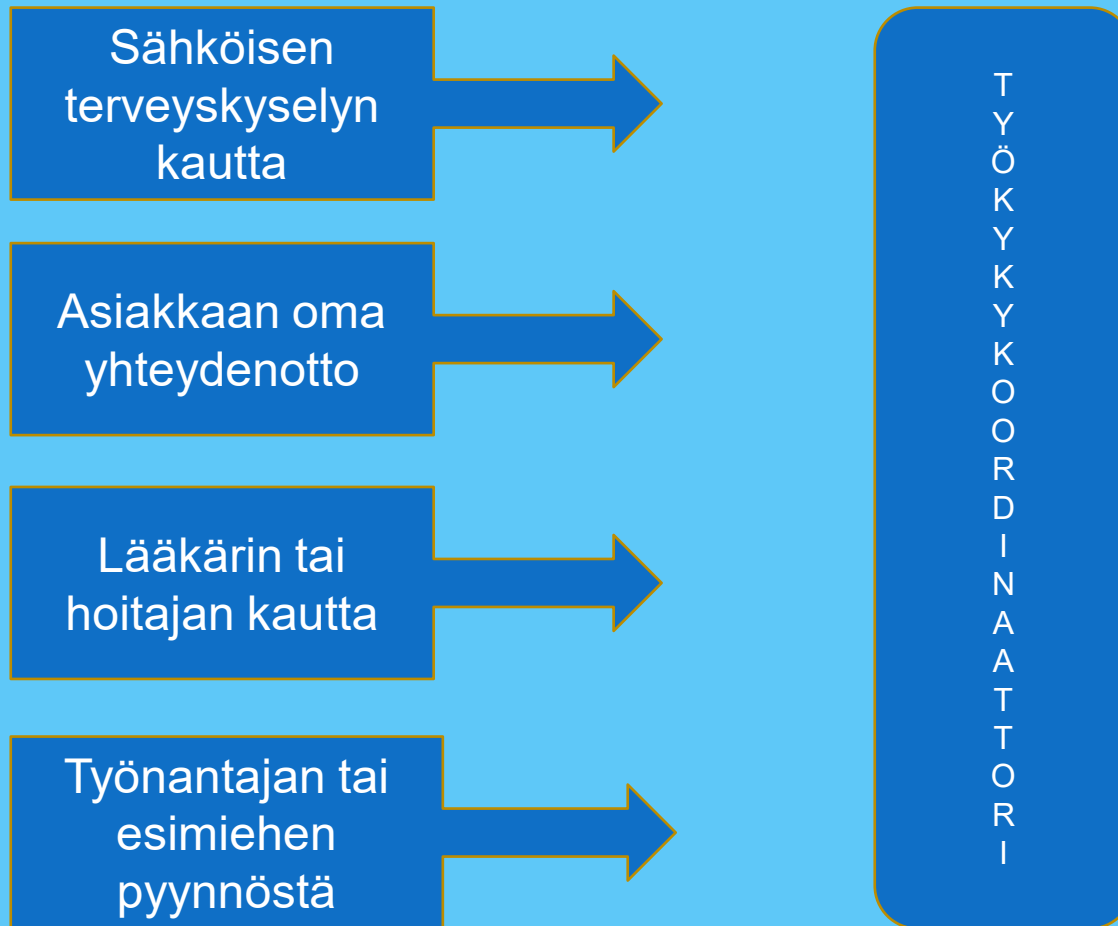 Sähköisen
terveyskyselyn
kautta
Asiakkaan oma
yhteydenotto
Lääkärin tai
hoitajan kautta
Työnantajan tai
esimiehen
pyynnöstä
T
Y
Ö
K
Y
K
Y
K
O
O
R
D
I
N
A
A
T
T
O
R
I